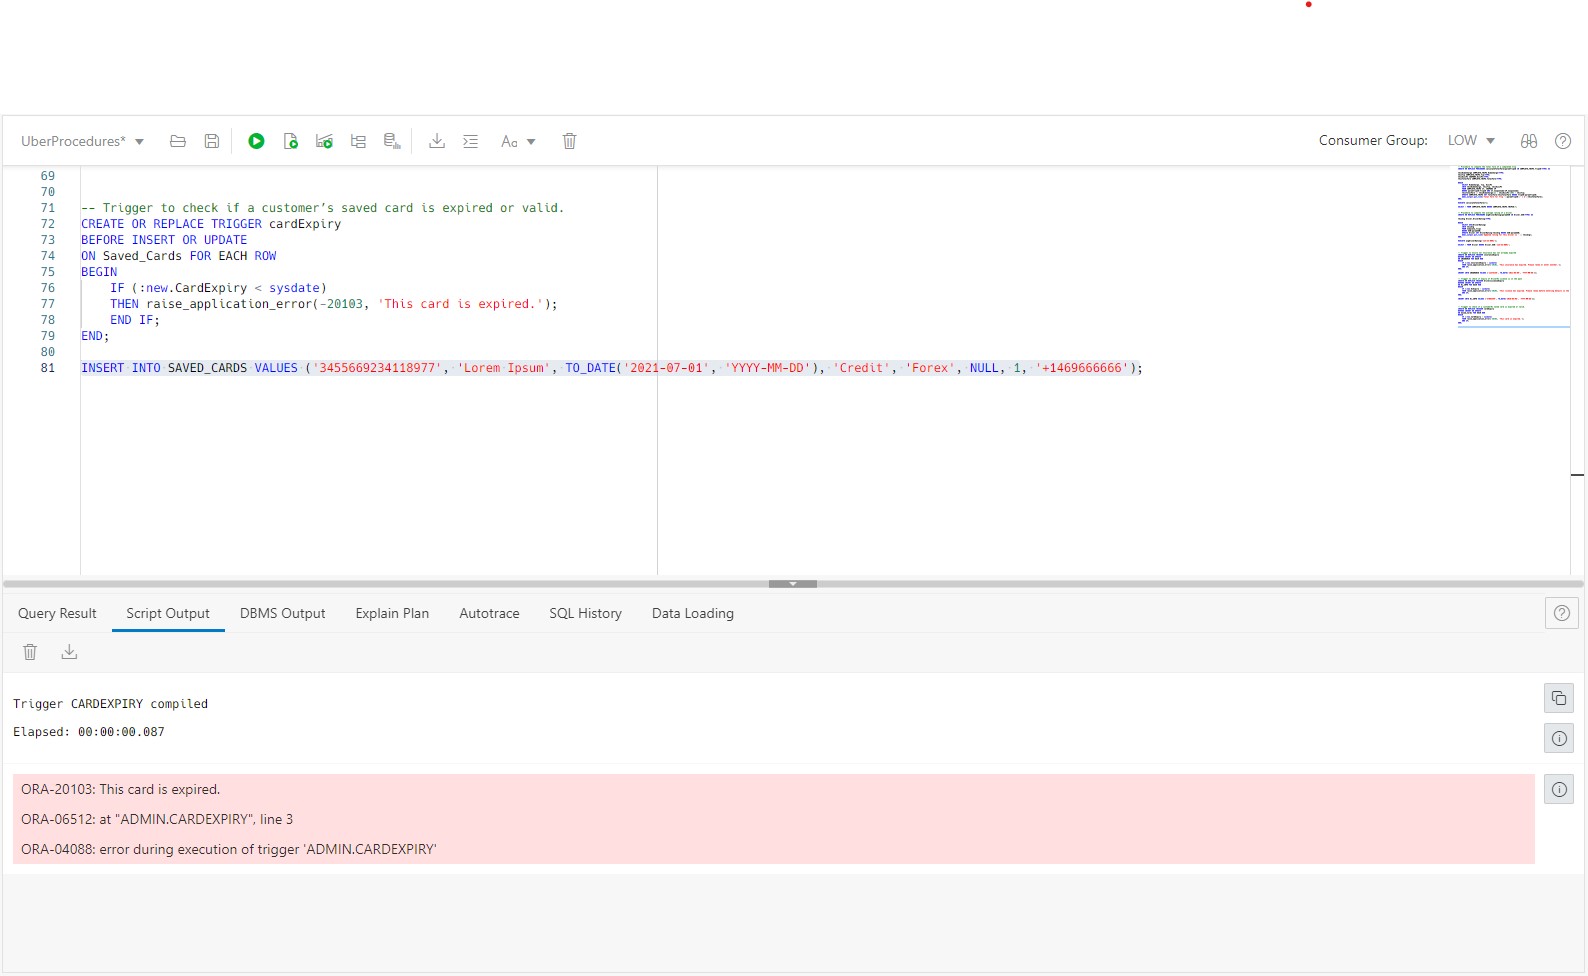 UberProcedures*
Aa
Consumer Group: LOW
69
70
71 -- Trigger to check if a customer’s saved card is expired or valid.
72 CREATE OR REPLACE TRIGGER cardExpiry
73 BEFORE INSERT OR UPDATE
74 ON Saved_Cards FOR EACH ROW
75 BEGIN
76 IF (:new.CardExpiry < sysdate)
77 THEN raise_application_error(-20103, 'This card is expired.');
78 END IF;
79 END;
80
81 INSERT INTO SAVED_CARDS VALUES ('3455669234118977', 'Lorem Ipsum', TO_DATE('2021-07-01', 'YYYY-MM-DD'), 'Credit', 'Forex', NULL, 1, '+1469666666');
Query Result Script Output DBMS Output Explain Plan Autotrace SQL History Data Loading
Trigger CARDEXPIRY compiled
Elapsed: 00:00:00.087
ORA-20103: This card is expired.
ORA-06512: at "ADMIN.CARDEXPIRY", line 3
ORA-04088: error during execution of trigger 'ADMIN.CARDEXPIRY'